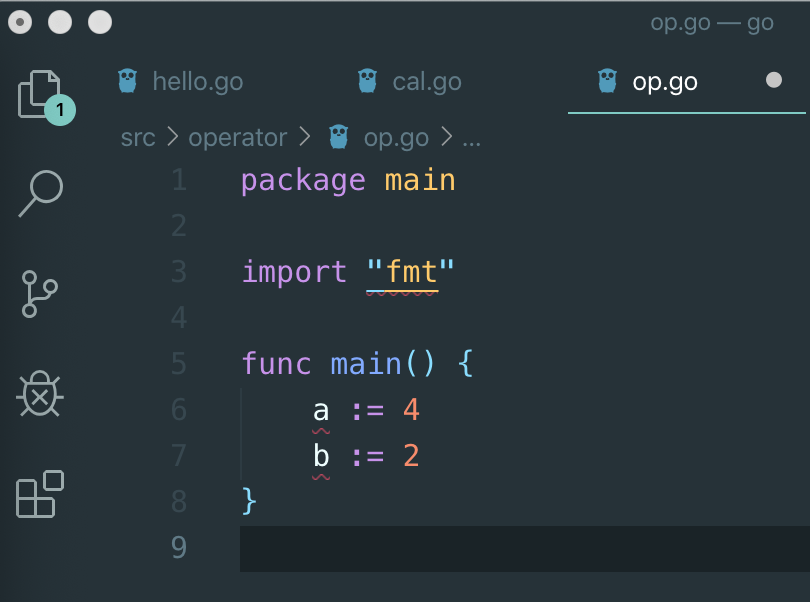 op.go — go
hello.go cal.go op.go
1
src > operator > op.go > ...
1 package main
2
3 import "fmt"
4
5 func main() {
6     a := 4
7     b := 2
8 }
9